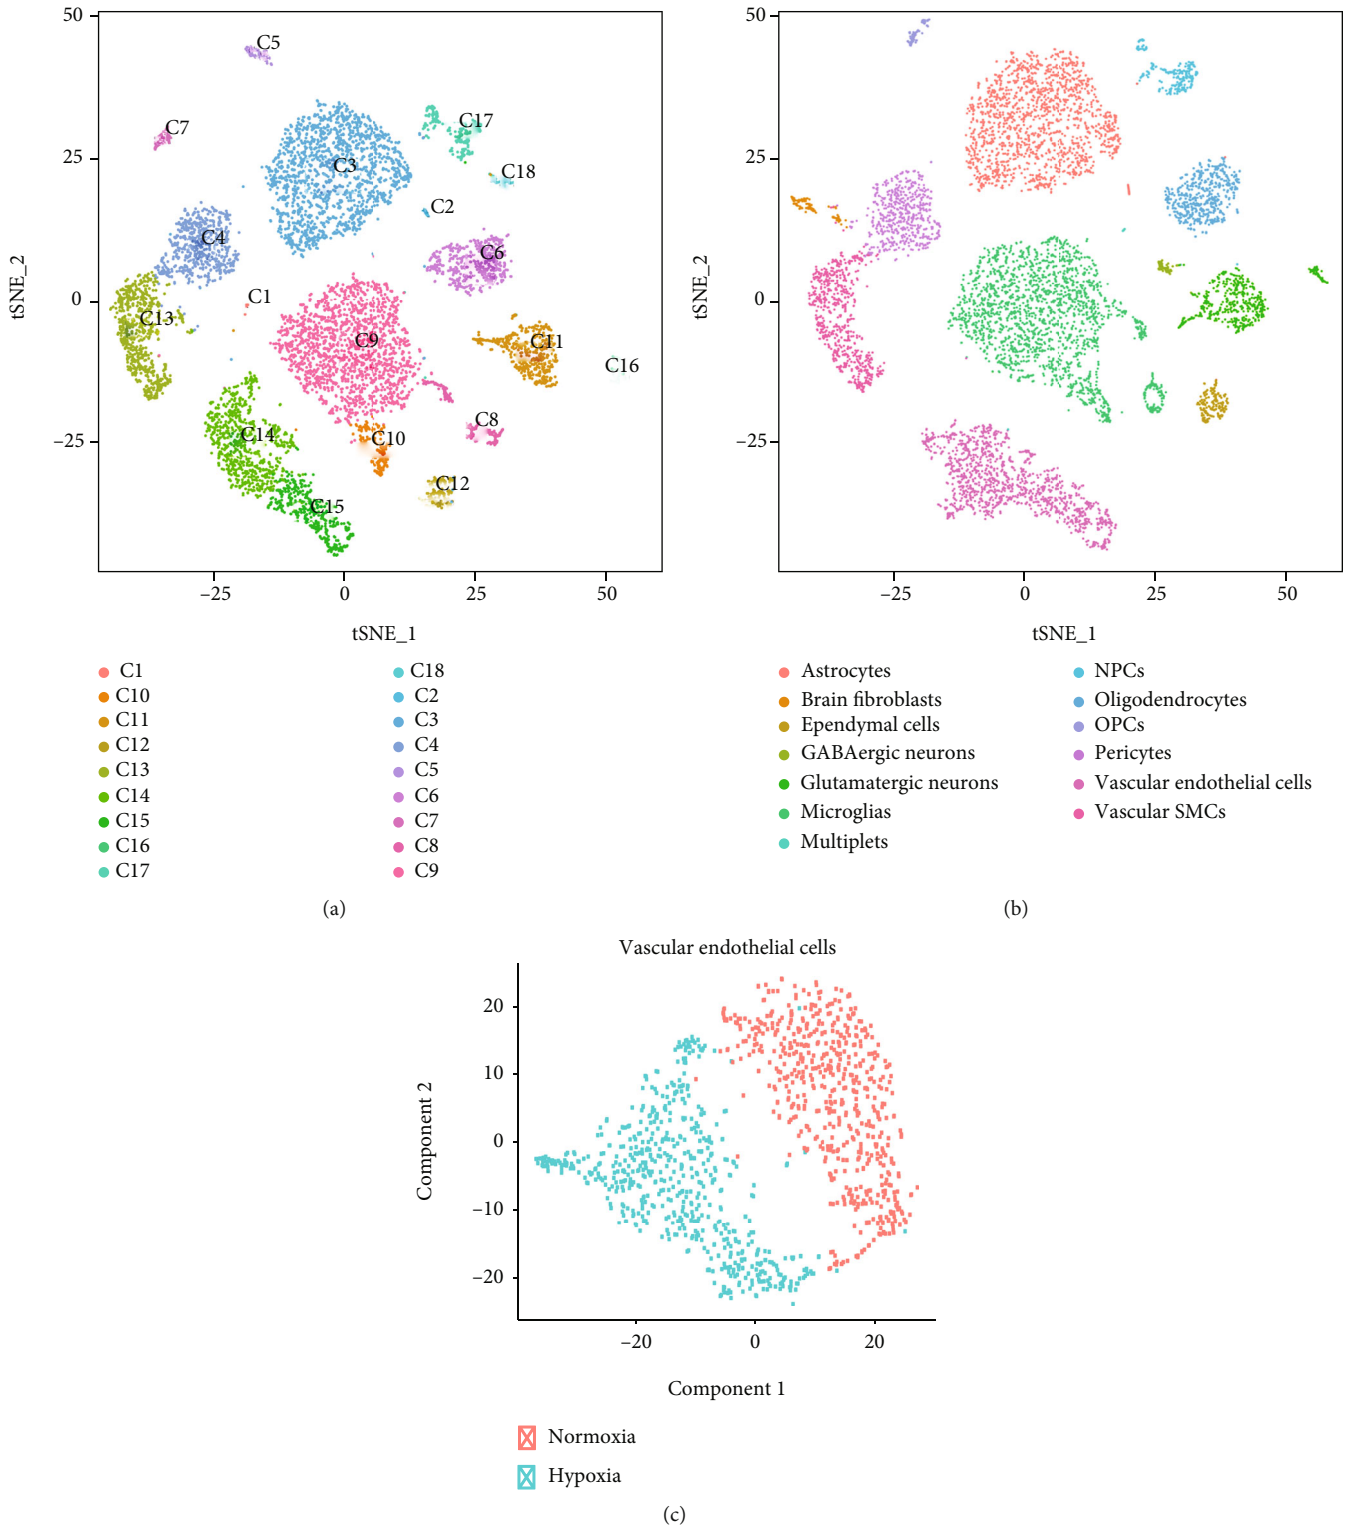 50
25
0
−25
tSNE_2
C5
C7
C3
C17
C18
C2
C4
C6
C1
C13
C9
C11
C16
C14
C10
C8
C12
C15
−25 0 25 50
tSNE_1
C1
C10
C11
C12
C13
C14
C15
C16
C17
C18
C2
C3
C4
C5
C6
C7
C8
C9
(a)
50
25
0
−25
tSNE_2
−25 0 25 50
tSNE_1
Astrocytes
Brain fibroblasts
Ependymal cells
GABAergic neurons
Glutamatergic neurons
Microglias
Multiplets
NPCs
Oligodendrocytes
OPCs
Pericytes
Vascular endothelial cells
Vascular SMCs
(b)
Vascular endothelial cells
20
10
0
−10
−20
Component 2
−20 0 20
Component 1
Normoxia
Hypoxia
(c)